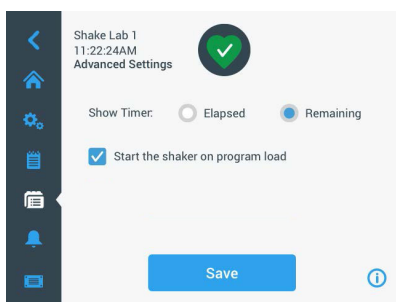 Shake Lab 1
11:22:24AM
Advanced Settings
Show Timer: Elapsed Remaining
Start the shaker on program load
Save